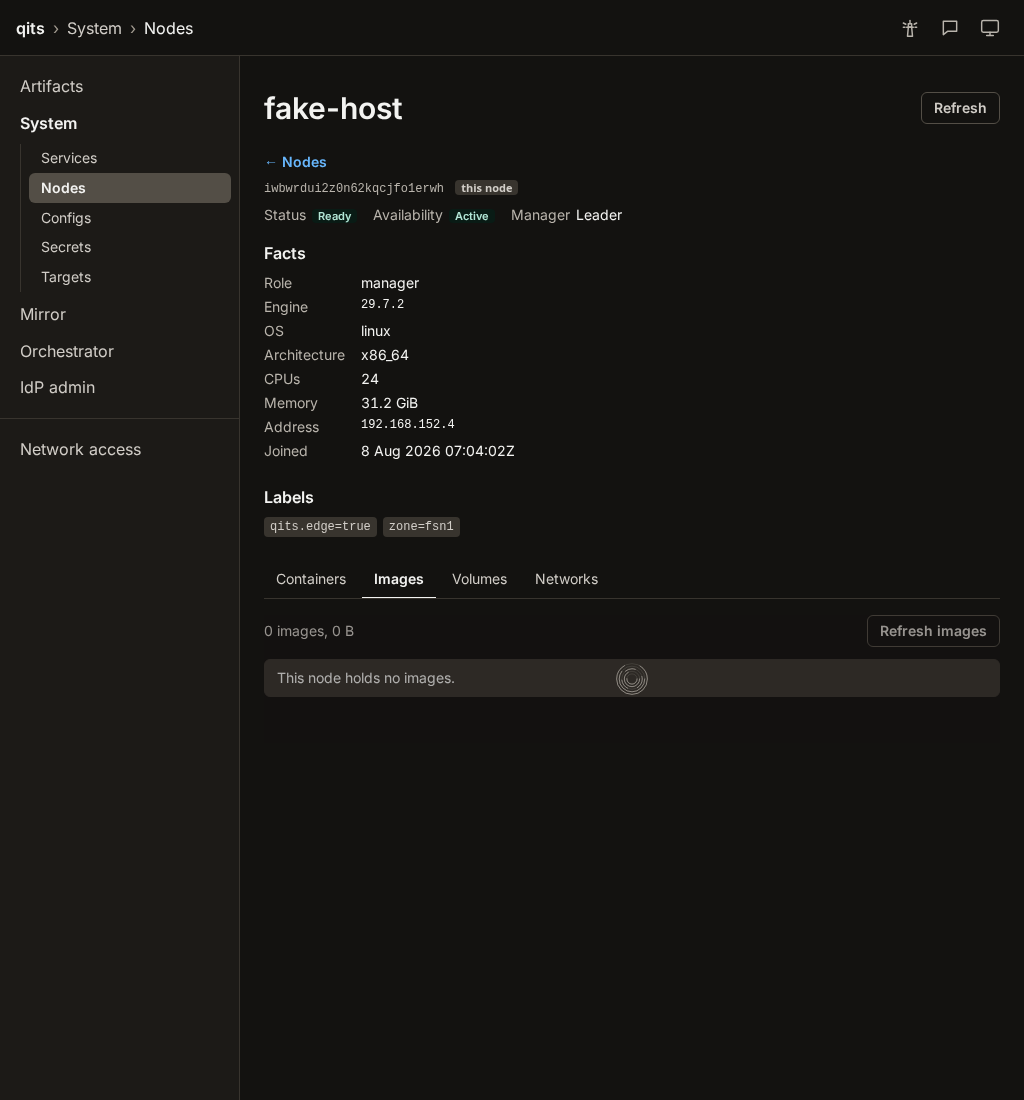 qits › System › Nodes
Artifacts
System
Services
Nodes
Configs
Secrets
Targets
Mirror
Orchestrator
IdP admin
Network access
fake-host
Refresh
← Nodes
iwbwrdui2z0n62kqcjfo1erwh this node
Status Ready Availability Active Manager Leader
Facts
Role manager
Engine 29.7.2
OS linux
Architecture x86_64
CPUs 24
Memory 31.2 GiB
Address 192.168.152.4
Joined 8 Aug 2026 07:04:02Z
Labels
qits.edge=true zone=fsn1
Containers Images Volumes Networks
0 images, 0 B
Refresh images
This node holds no images.